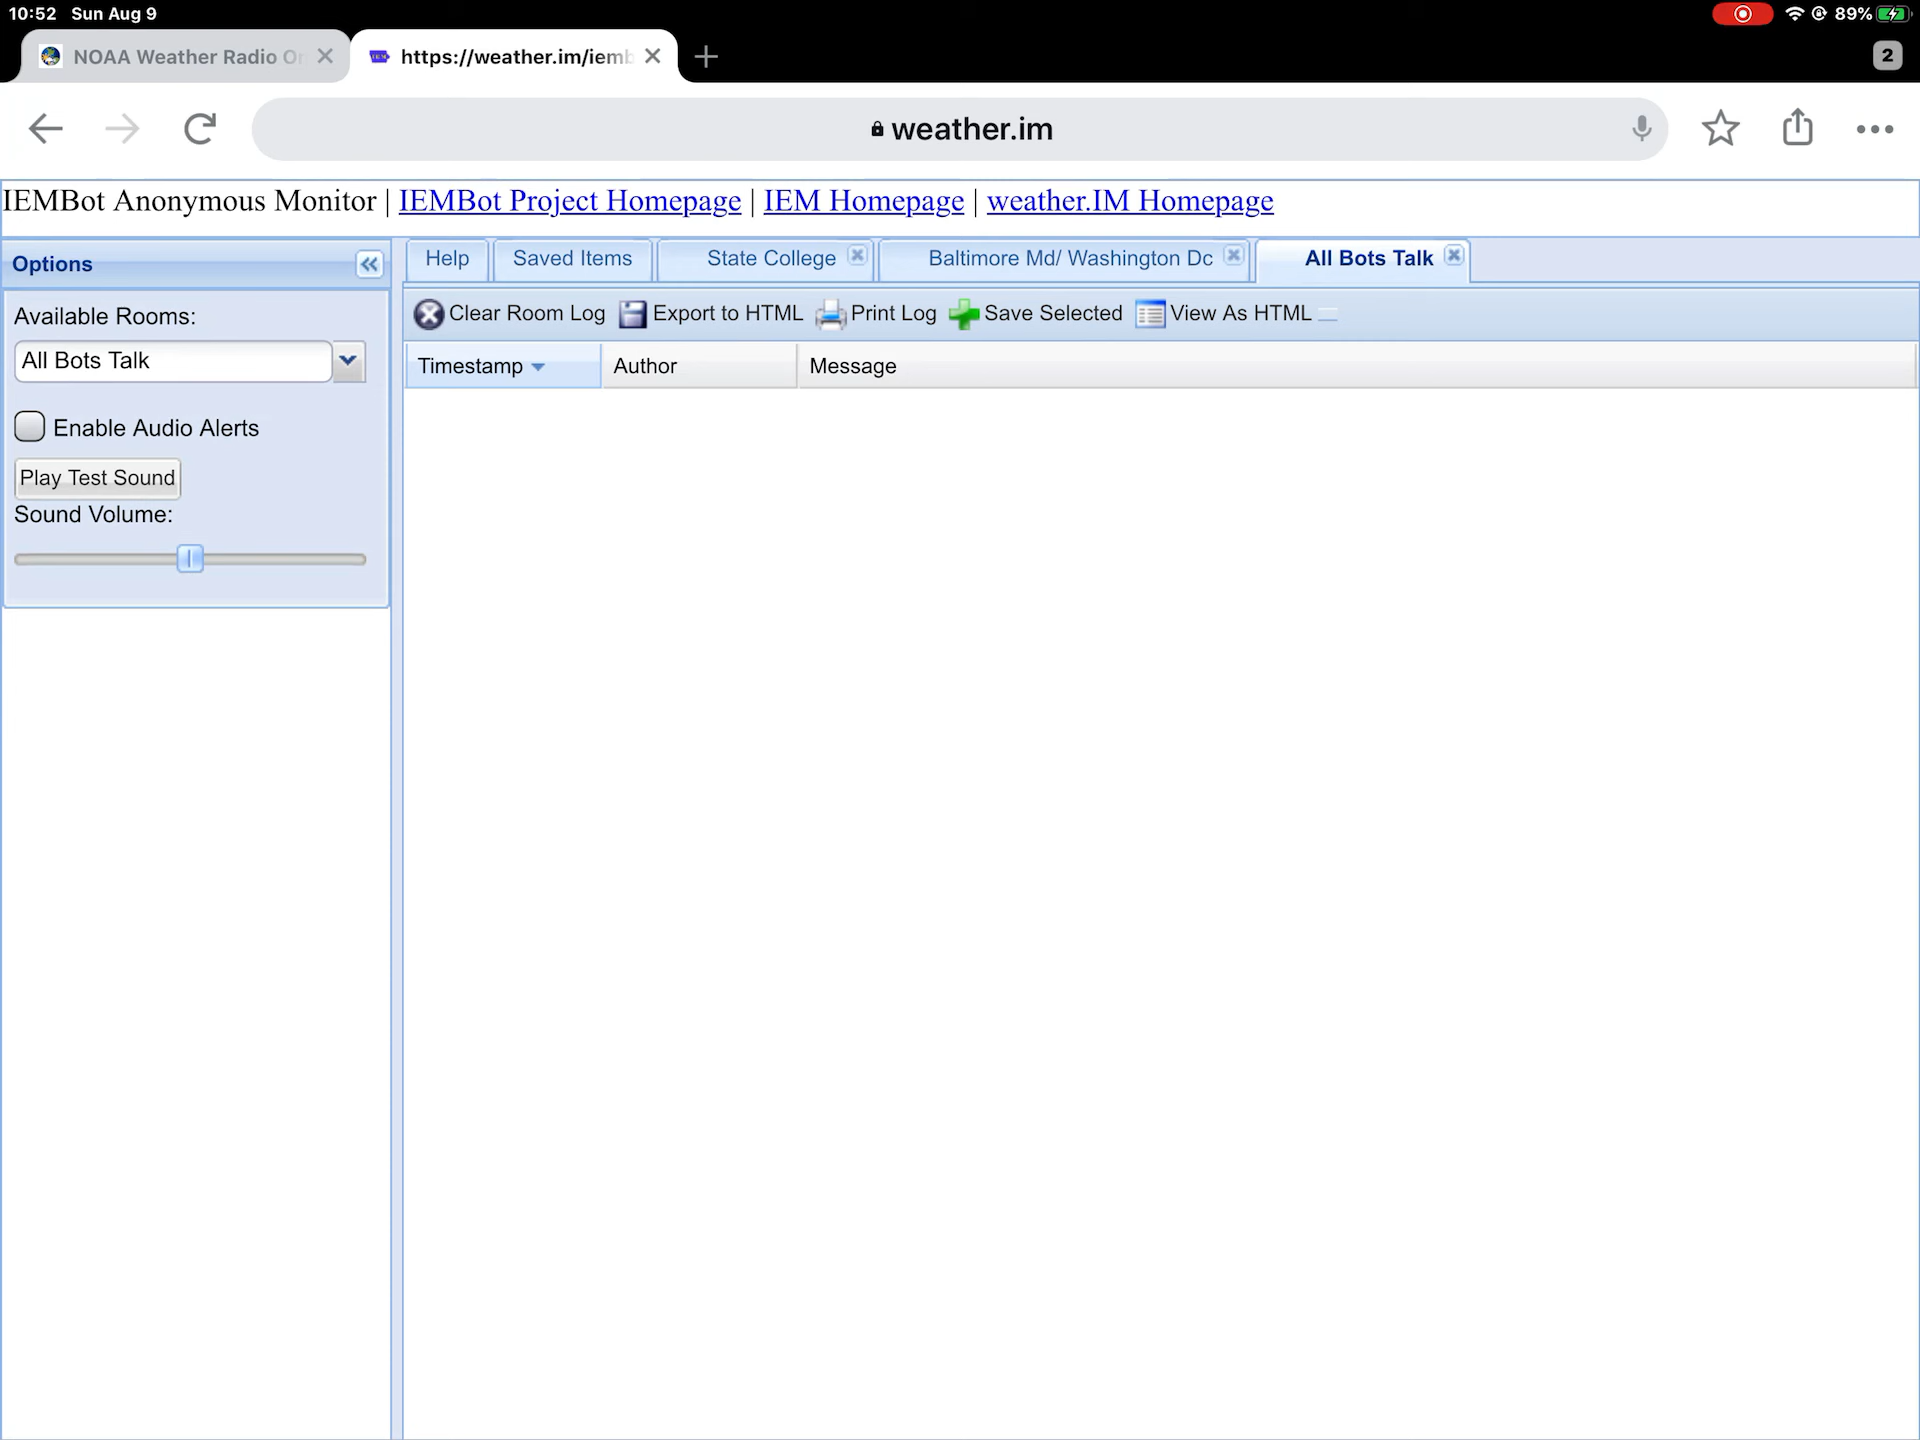 10:52 Sun Aug 9 89%
NOAA Weather Radio Or https://weather.im/iemb 2
weather.im
IEMBot Anonymous Monitor | IEMBot Project Homepage | IEM Homepage | weather.IM Homepage
Options
Help Saved Items State College Baltimore Md/ Washington Dc All Bots Talk
Available Rooms:
All Bots Talk
Clear Room Log Export to HTML Print Log Save Selected View As HTML
Timestamp Author Message
Enable Audio Alerts
Play Test Sound
Sound Volume: